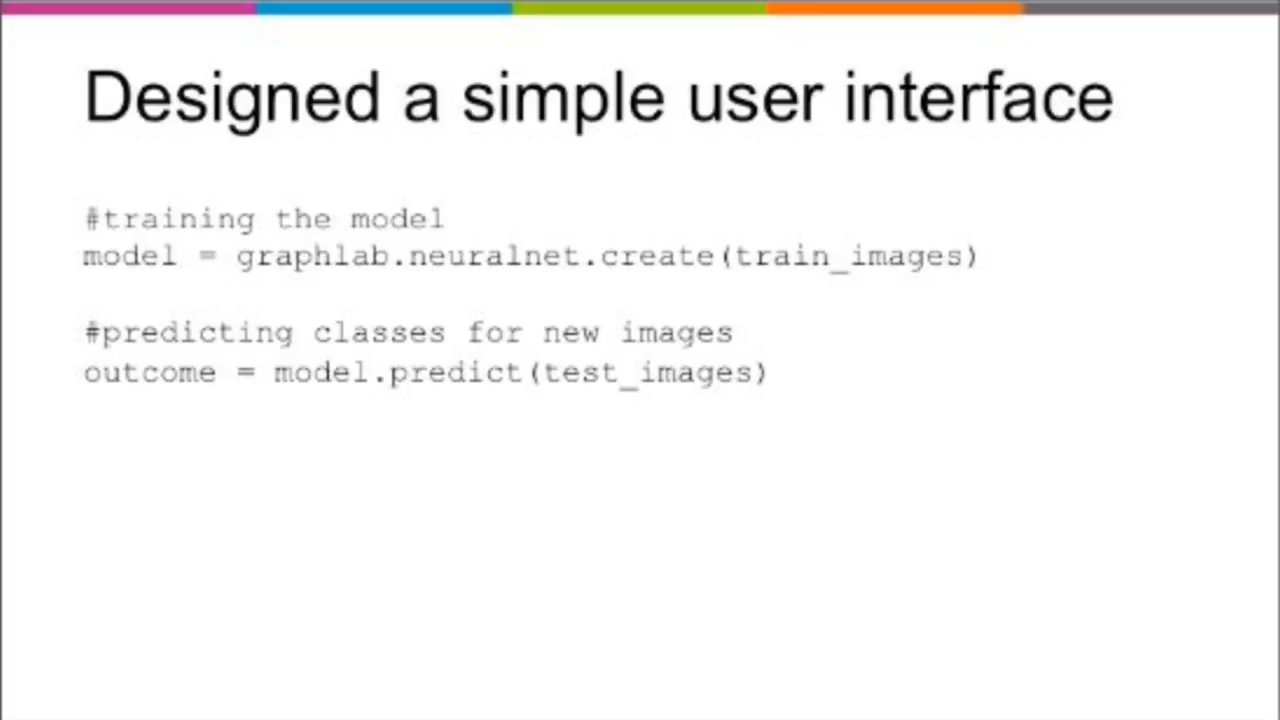 Designed a simple user interface
#training the model
model = graphlab.neuralnet.create(train_images)
#predicting classes for new images
outcome = model.predict(test_images)